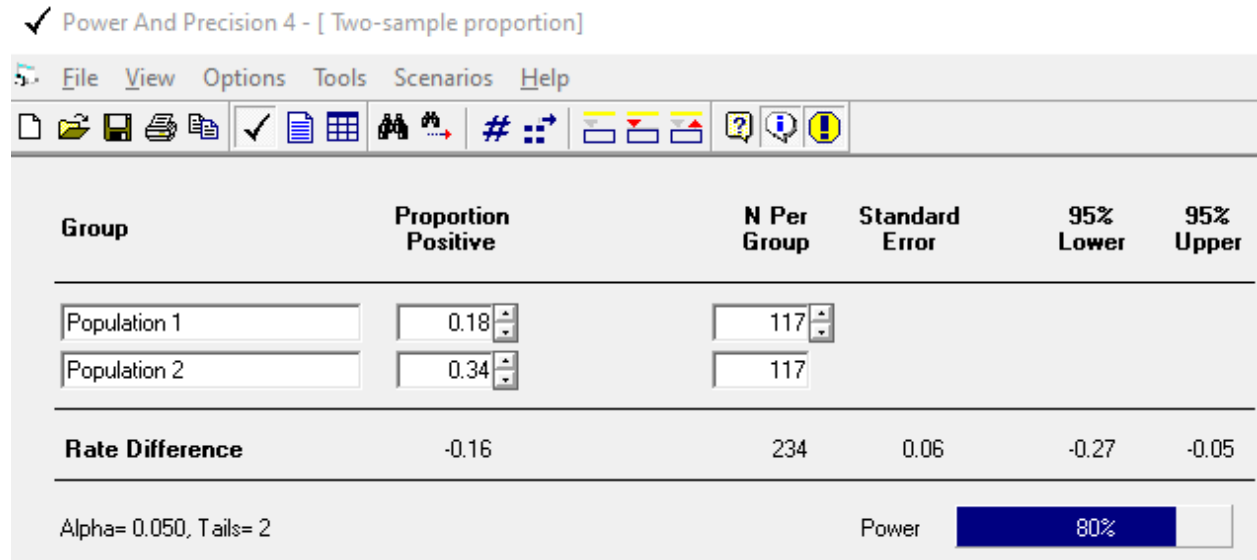 Power And Precision 4 - [ Two-sample proportion]
File View Options Tools Scenarios Help
Group Proportion Positive N Per Group Standard Error 95% Lower 95% Upper
Population 1 0.18 117
Population 2 0.34 117
Rate Difference -0.16 234 0.06 -0.27 -0.05
Alpha= 0.050, Tails= 2 Power 80%